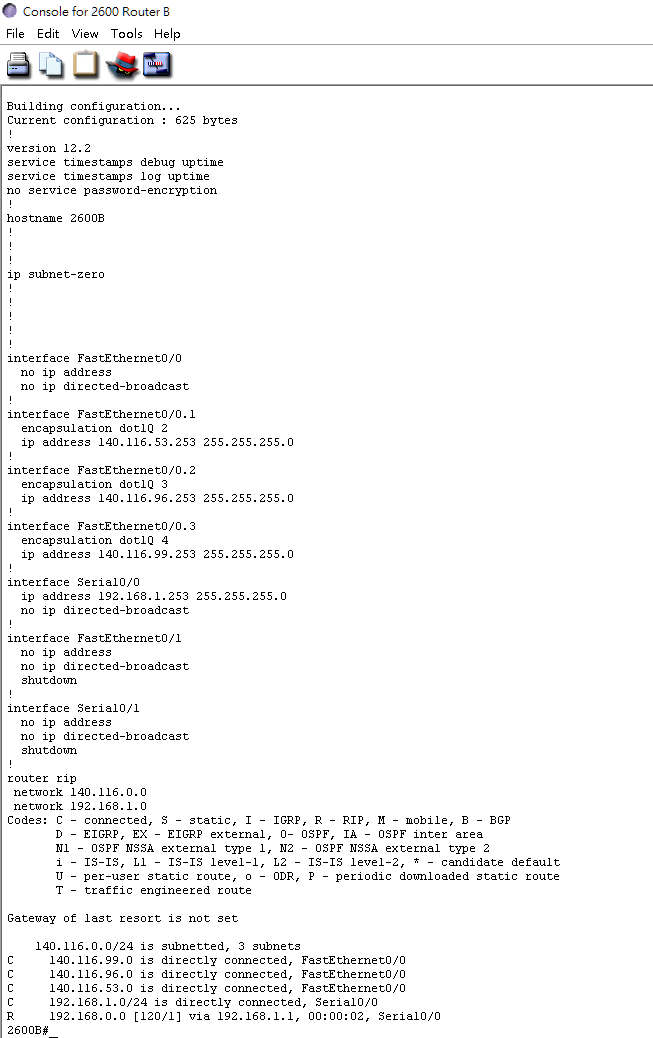 Console for 2600 Router B
File Edit View Tools Help
Building configuration...
Current configuration : 625 bytes
!
version 12.2
service timestamps debug uptime
service timestamps log uptime
no service password-encryption
!
hostname 2600B
!
!
!
ip subnet-zero
!
!
!
!
!
interface FastEthernet0/0
  no ip address
  no ip directed-broadcast
!
interface FastEthernet0/0.1
  encapsulation dot1Q 2
  ip address 140.116.53.253 255.255.255.0
!
interface FastEthernet0/0.2
  encapsulation dot1Q 3
  ip address 140.116.96.253 255.255.255.0
!
interface FastEthernet0/0.3
  encapsulation dot1Q 4
  ip address 140.116.99.253 255.255.255.0
!
interface Serial0/0
  ip address 192.168.1.253 255.255.255.0
  no ip directed-broadcast
!
interface FastEthernet0/1
  no ip address
  no ip directed-broadcast
  shutdown
!
interface Serial0/1
  no ip address
  no ip directed-broadcast
  shutdown
!
router rip
 network 140.116.0.0
 network 192.168.1.0
Codes: C - connected, S - static, I - IGRP, R - RIP, M - mobile, B - BGP
       D - EIGRP, EX - EIGRP external, O- OSPF, IA - OSPF inter area
       N1 - OSPF NSSA external type 1, N2 - OSPF NSSA external type 2
       i - IS-IS, L1 - IS-IS level-1, L2 - IS-IS level-2, * - candidate default
       U - per-user static route, o - ODR, P - periodic downloaded static route
       T - traffic engineered route
Gateway of last resort is not set
    140.116.0.0/24 is subnetted, 3 subnets
C     140.116.99.0 is directly connected, FastEthernet0/0
C     140.116.96.0 is directly connected, FastEthernet0/0
C     140.116.53.0 is directly connected, FastEthernet0/0
C     192.168.1.0/24 is directly connected, Serial0/0
R     192.168.0.0 [120/1] via 192.168.1.1, 00:00:02, Serial0/0
2600B#_